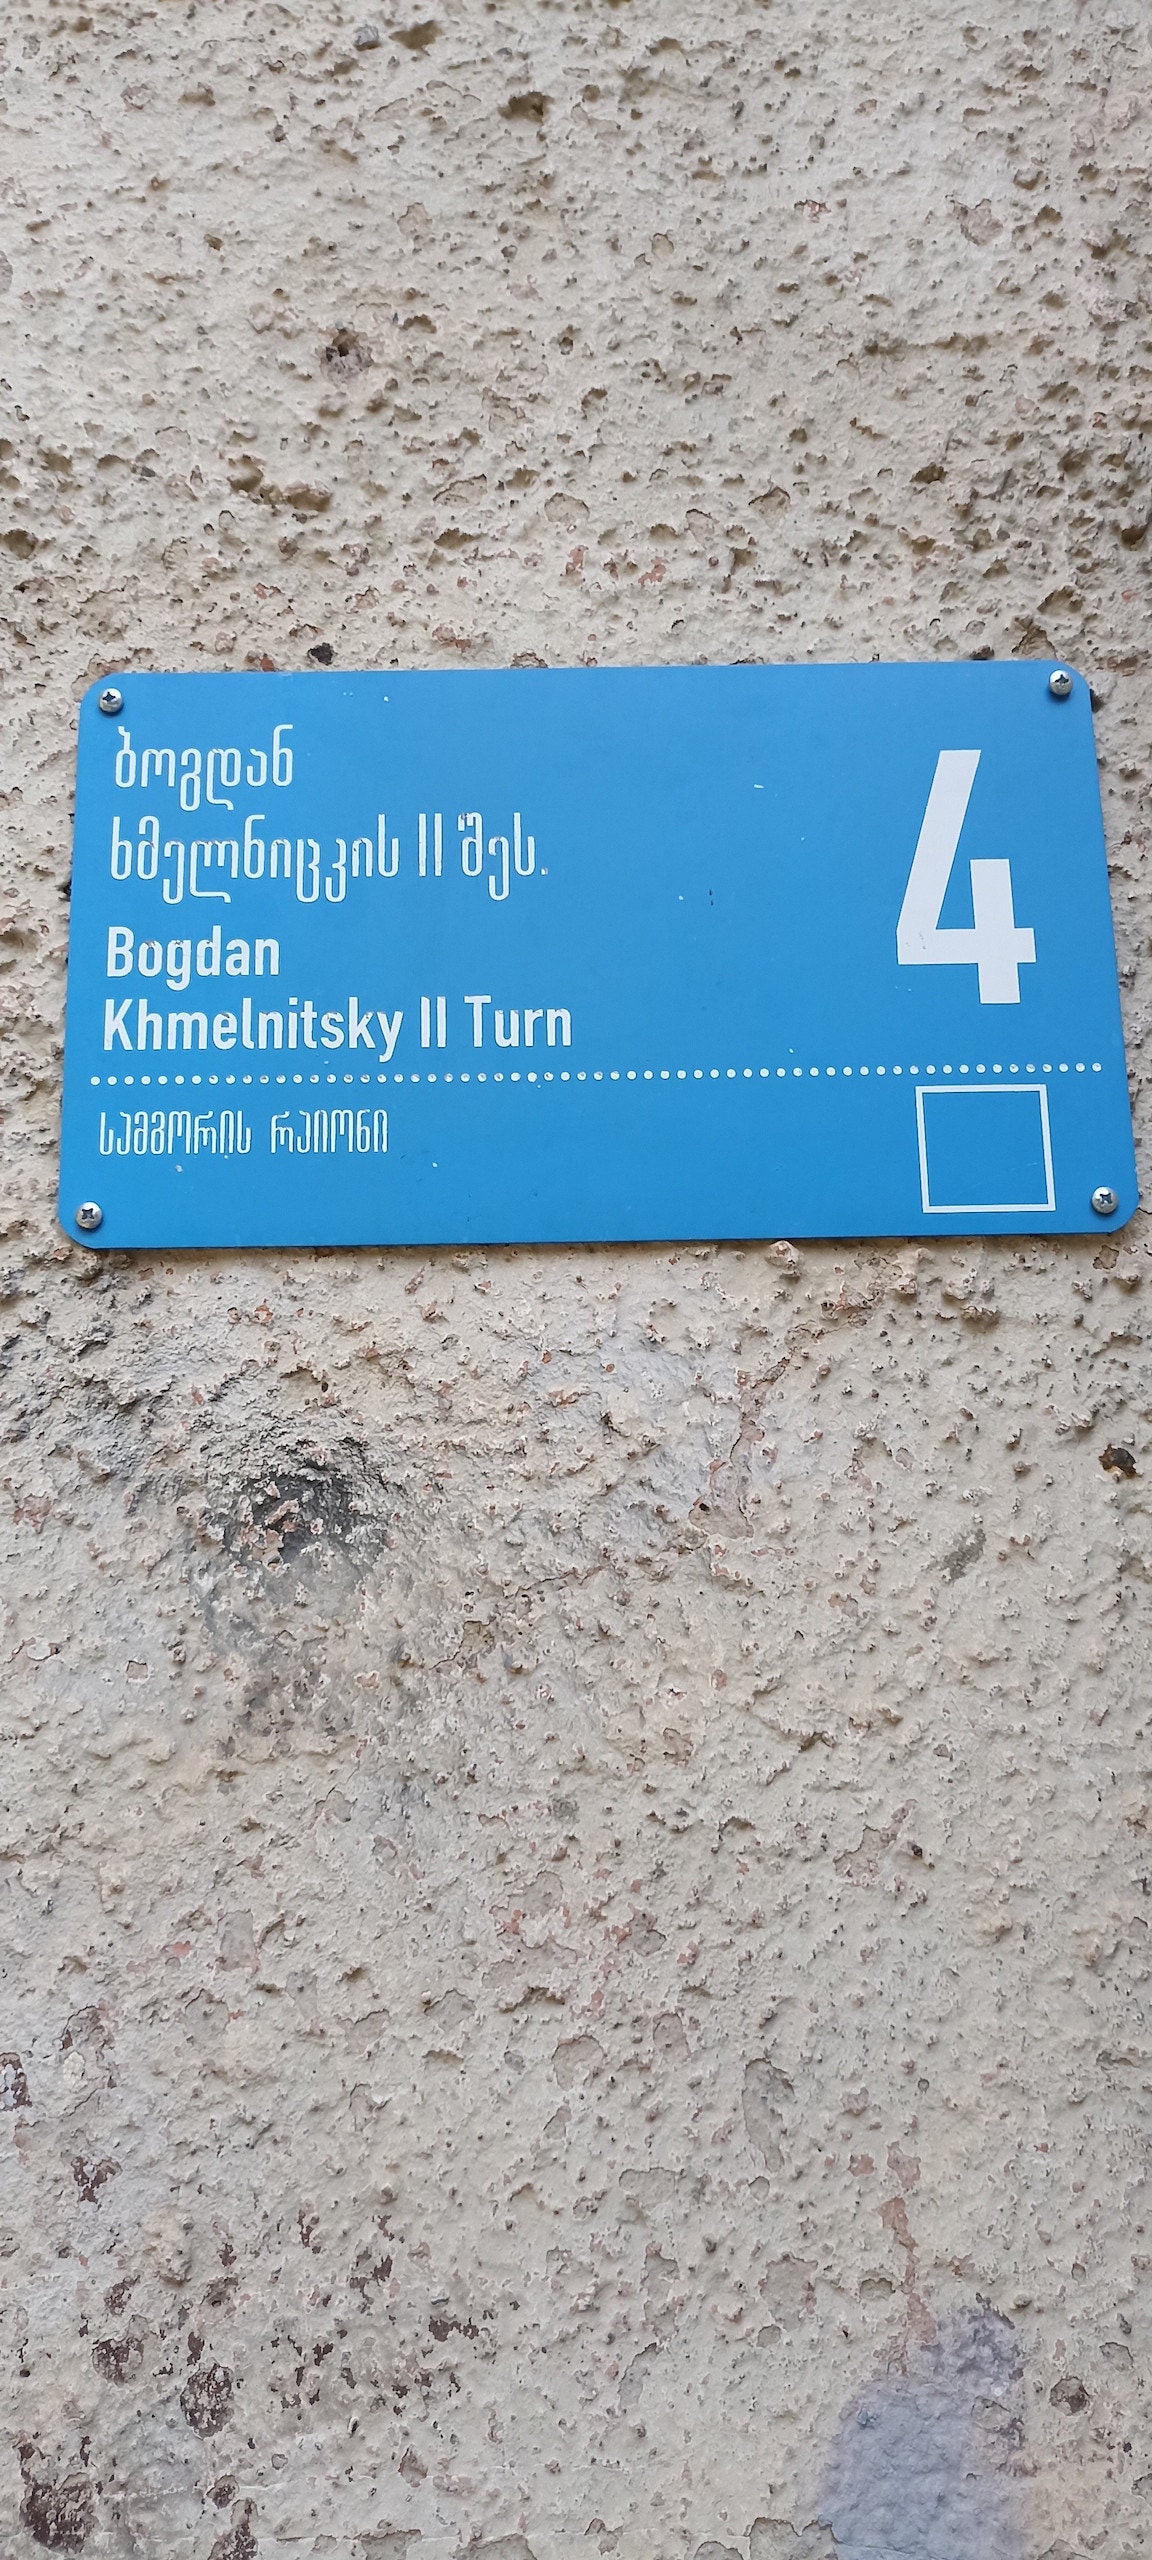 ბოგდან
ხმელნიცკის II შეს.
Bogdan
Khmelnitsky II Turn
4
სამგორის რაიონი